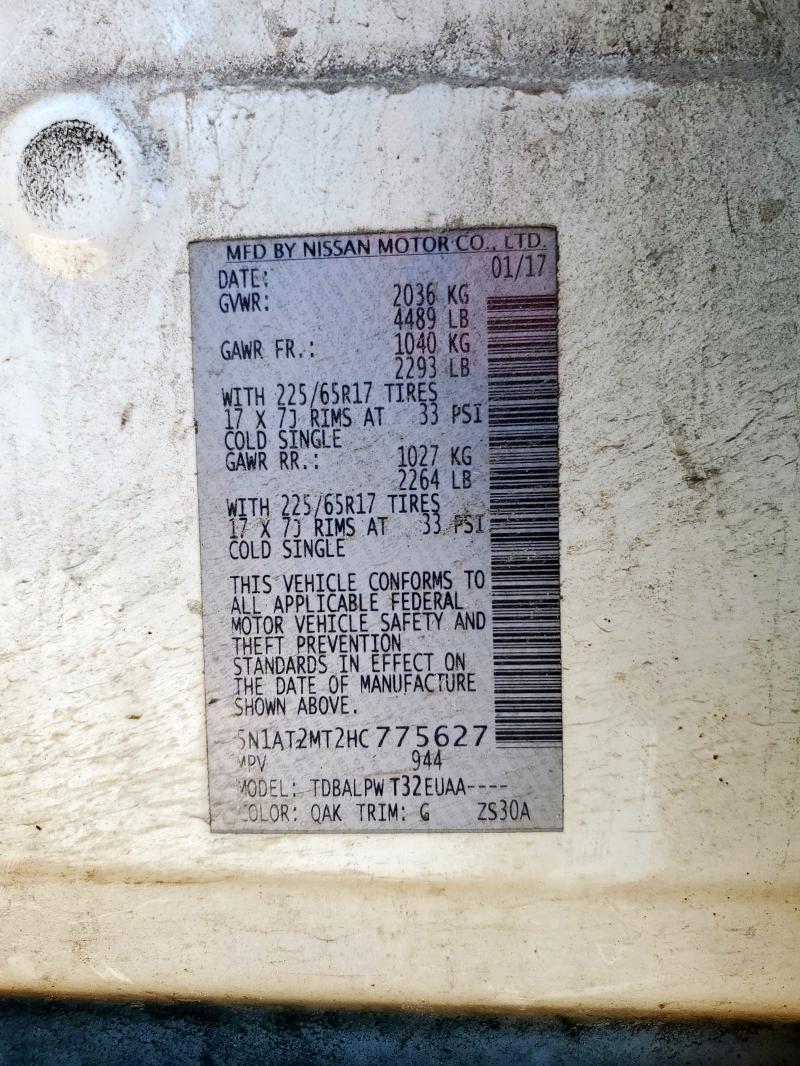 MFD BY NISSAN MOTOR CO., LTD.
DATE: 01/17
GVWR: 2036 KG
4489 LB
GAWR FR.: 1040 KG
2293 LB
WITH 225/65R17 TIRES
17 X 7J RIMS AT 33 PSI
COLD SINGLE
GAWR RR.: 1027 KG
2264 LB
WITH 225/65R17 TIRES
17 X 7J RIMS AT 33 PSI
COLD SINGLE
THIS VEHICLE CONFORMS TO
ALL APPLICABLE FEDERAL
MOTOR VEHICLE SAFETY AND
THEFT PREVENTION
STANDARDS IN EFFECT ON
THE DATE OF MANUFACTURE
SHOWN ABOVE.
5N1AT2MT2HC775627
MPV 944
MODEL: TDBALPW T32EUAA----
COLOR: QAK TRIM: G ZS30A